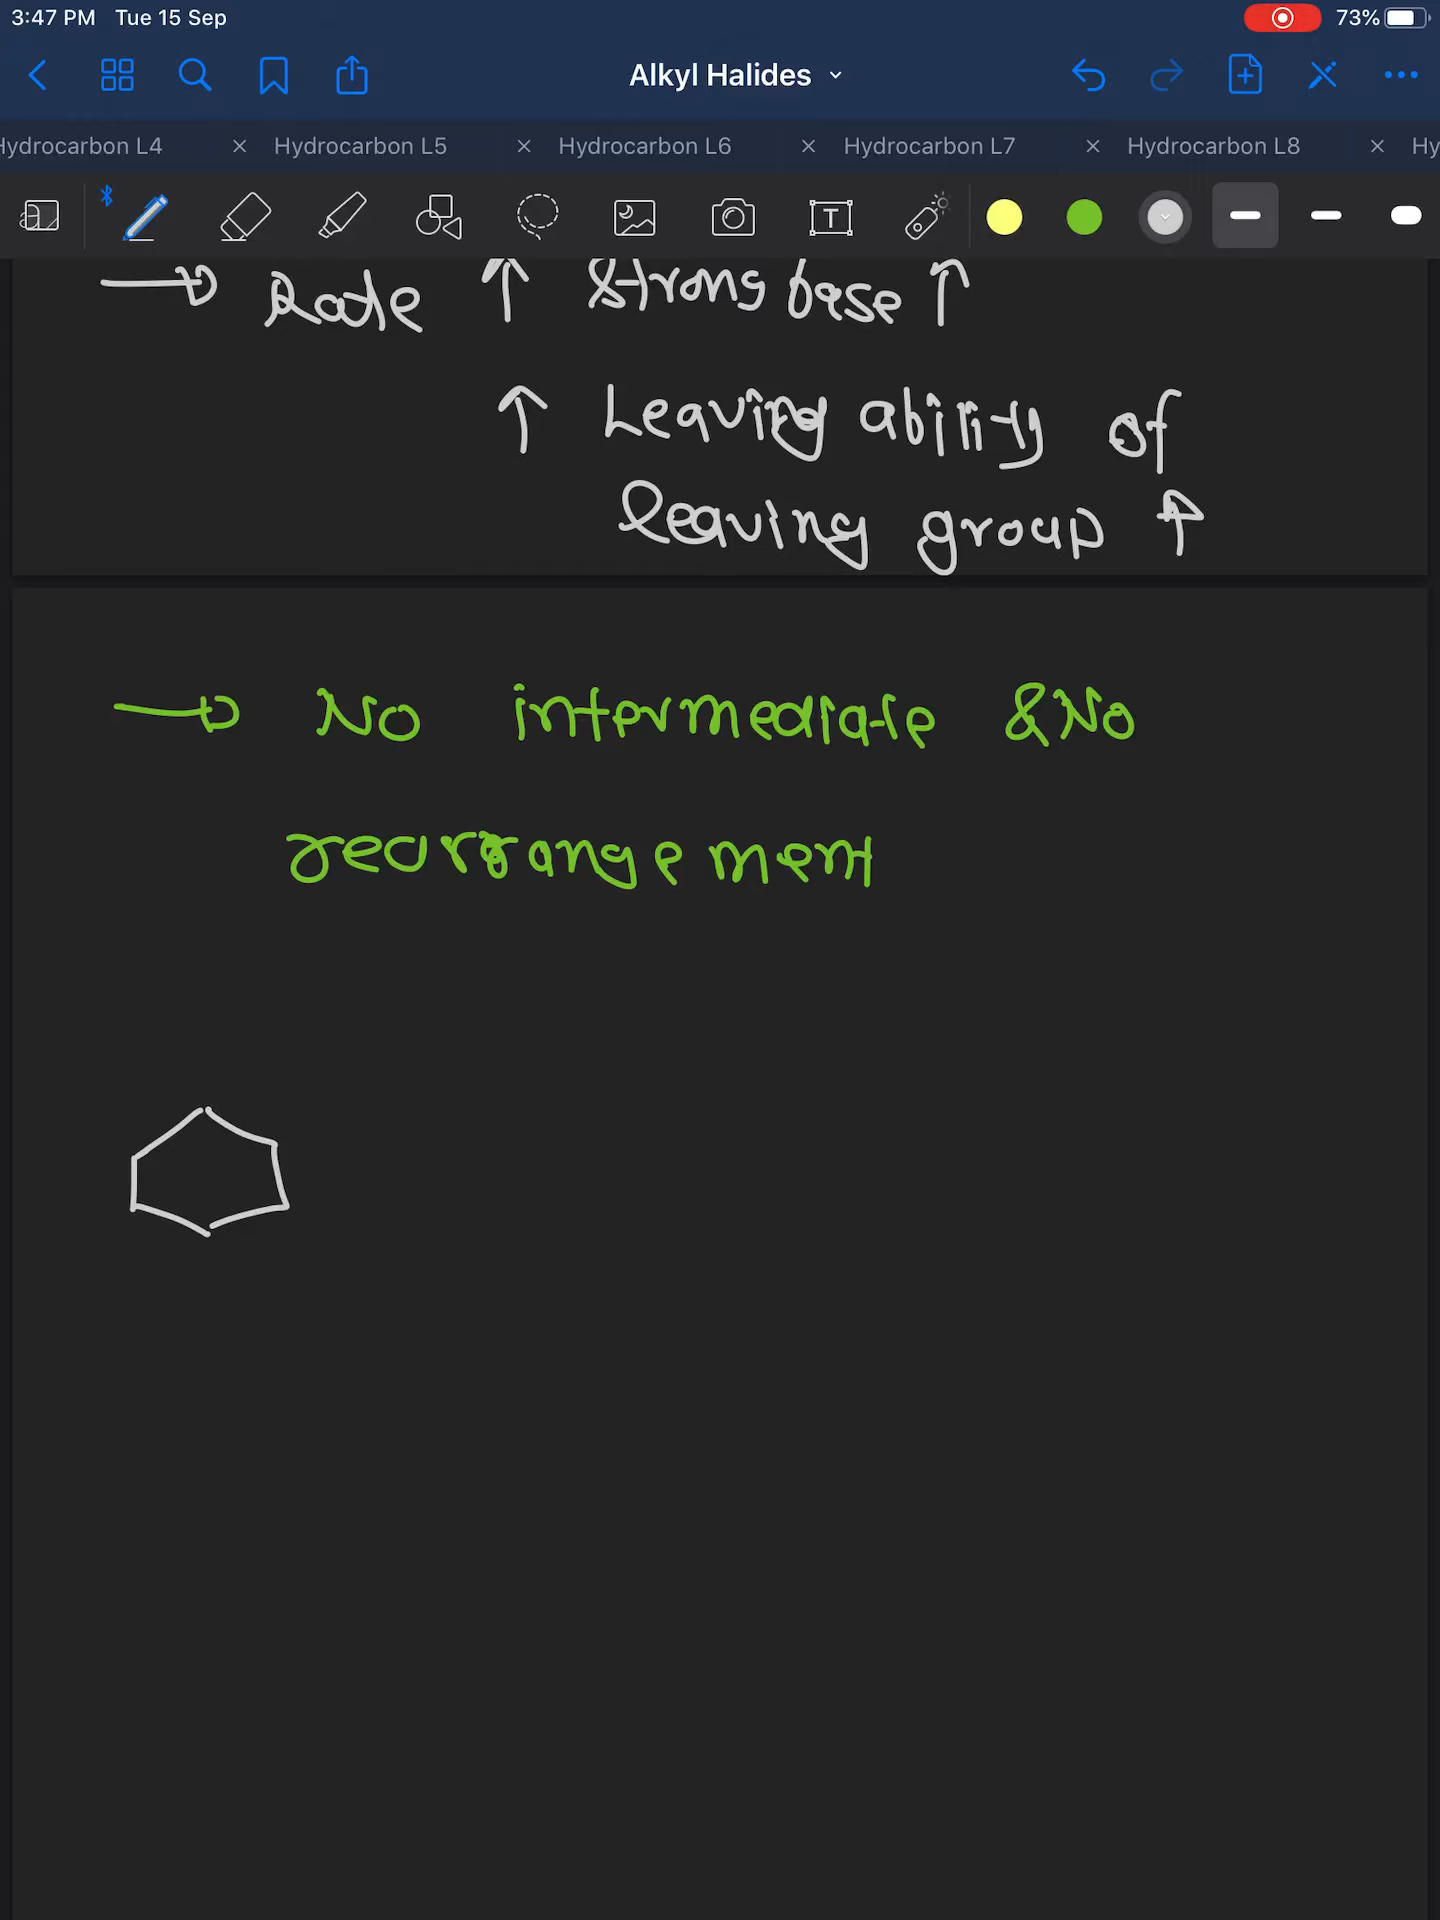 3:47 PM Tue 15 Sep 73%
Alkyl Halides
Hydrocarbon L4 × Hydrocarbon L5 × Hydrocarbon L6 × Hydrocarbon L7 × Hydrocarbon L8 × Hy
T
→ Rate ↑ strong base ↑
↑ Leaving ability of
leaving group ↑
→ No intermediate & No
rearrangement